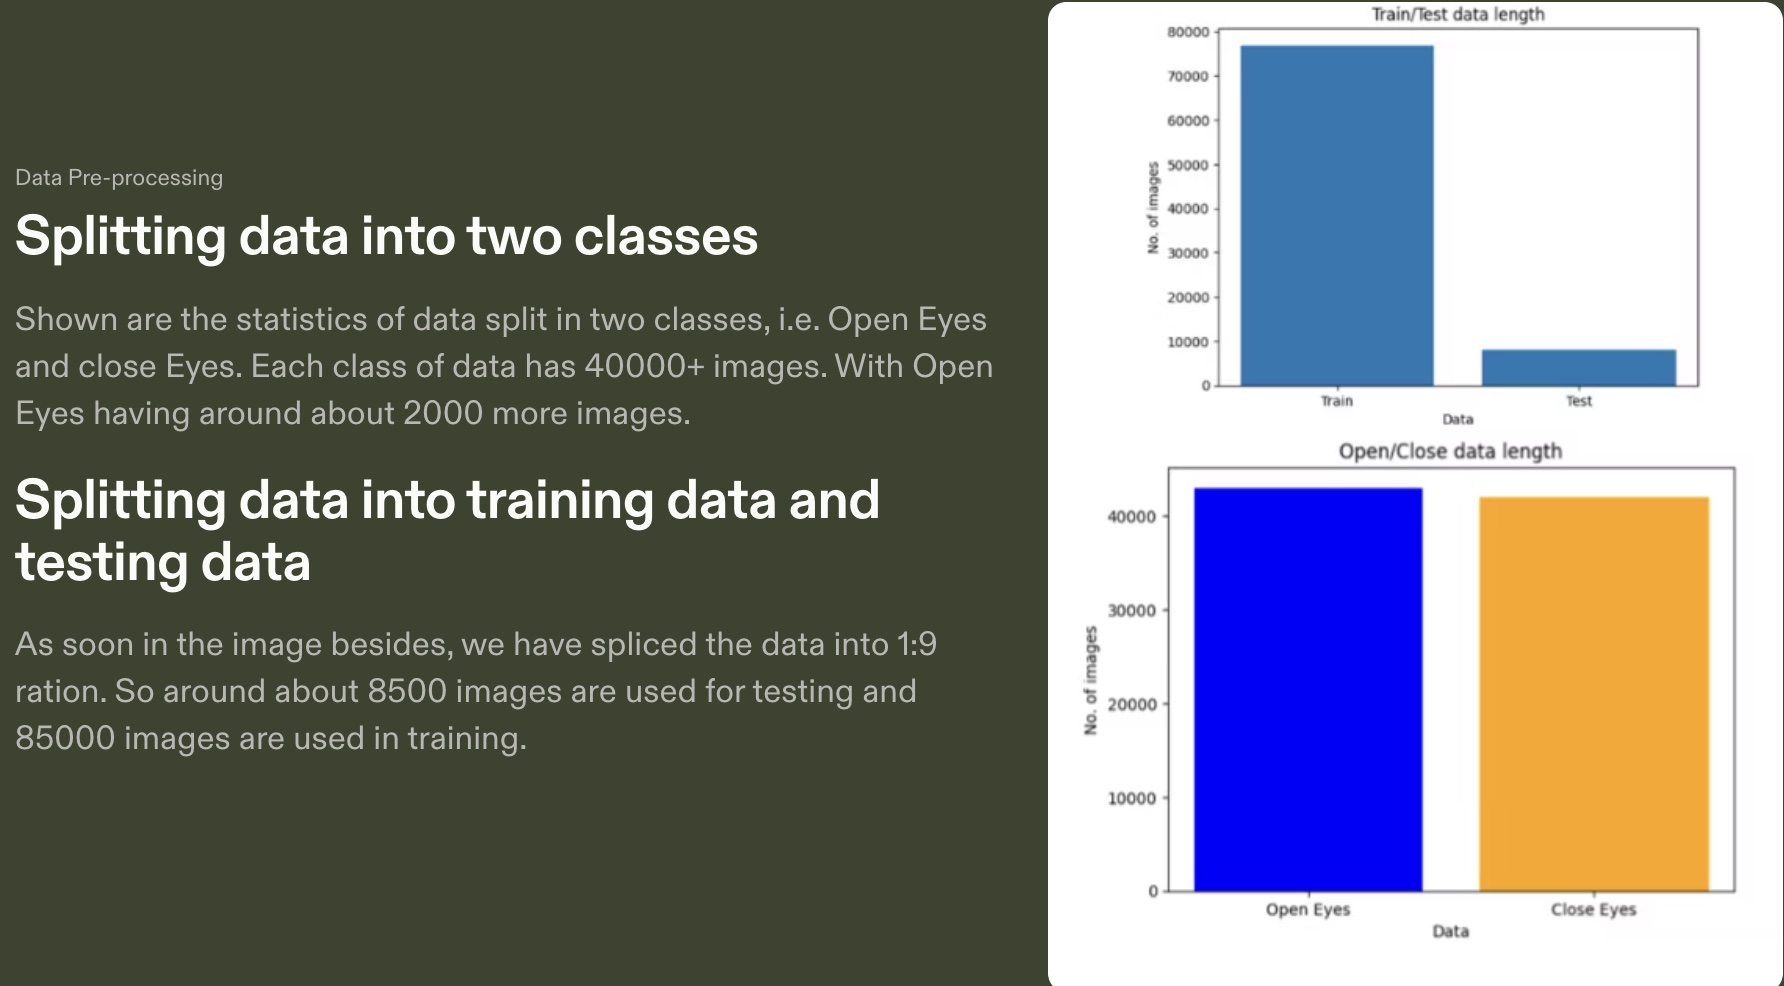 Data Pre-processing
Splitting data into two classes
Shown are the statistics of data split in two classes, i.e. Open Eyes
and close Eyes. Each class of data has 40000+ images. With Open
Eyes having around about 2000 more images.
Splitting data into training data and
testing data
As soon in the image besides, we have spliced the data into 1:9
ration. So around about 8500 images are used for testing and
85000 images are used in training.
Train/Test data length
80000
70000
60000
50000
40000
30000
20000
10000
0
No. of images
Train Test
Data
Open/Close data length
40000
30000
20000
10000
0
No. of images
Open Eyes Close Eyes
Data